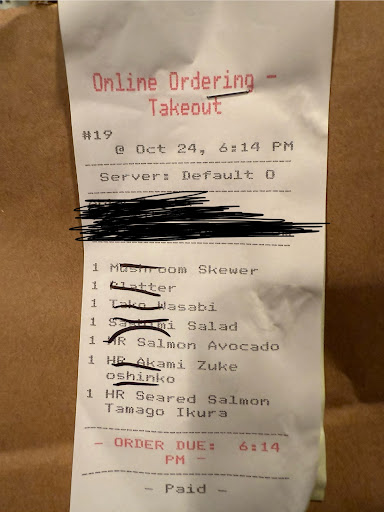 Online Ordering -
Takeout
#19
@ Oct 24, 6:14 PM
Server: Default O
1 Mushroom Skewer
1 Platter
1 Tako Wasabi
1 Sashimi Salad
1 HR Salmon Avocado
1 HR Akami Zuke
oshinko
1 HR Seared Salmon
Tamago Ikura
- ORDER DUE: 6:14
PM -
- Paid -